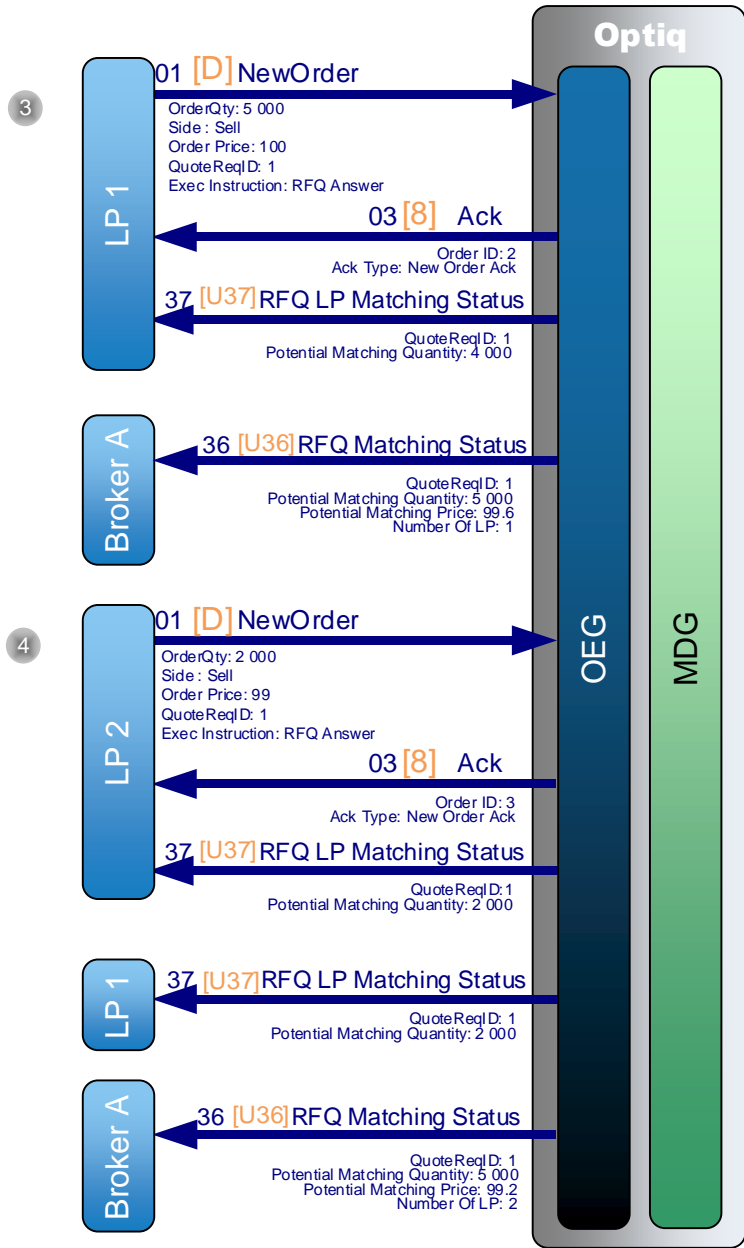 Optiq
3
LP 1
01 [D] NewOrder
OrderQty: 5 000
Side : Sell
Order Price: 100
QuoteReqID: 1
Exec Instruction: RFQ Answer
03 [8] Ack
Order ID: 2
Ack Type: New Order Ack
37 [U37] RFQ LP Matching Status
QuoteReqID: 1
Potential Matching Quantity: 4 000
Broker A
36 [U36] RFQ Matching Status
QuoteReqID: 1
Potential Matching Quantity: 5 000
Potential Matching Price: 99.6
Number Of LP: 1
OEG
MDG
4
LP 2
01 [D] NewOrder
OrderQty: 2 000
Side : Sell
Order Price: 99
QuoteReqID: 1
Exec Instruction: RFQ Answer
03 [8] Ack
Order ID: 3
Ack Type: New Order Ack
37 [U37] RFQ LP Matching Status
QuoteReqID:1
Potential Matching Quantity: 2 000
LP 1
37 [U37] RFQ LP Matching Status
QuoteReqID: 1
Potential Matching Quantity: 2 000
Broker A
36 [U36] RFQ Matching Status
QuoteReqID: 1
Potential Matching Quantity: 5 000
Potential Matching Price: 99.2
Number Of LP: 2